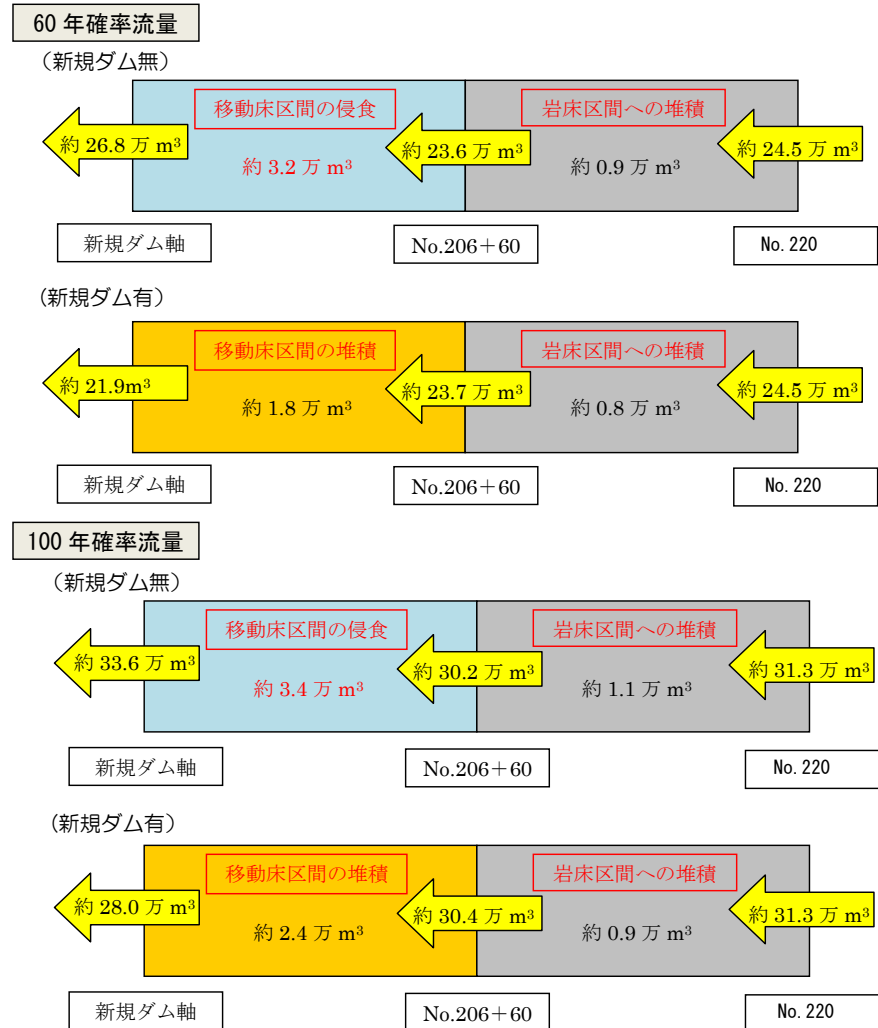 60 年確率流量
（新規ダム無）
移動床区間の侵食
岩床区間への堆積
約 26.8 万 m³
約 3.2 万 m³
約 23.6 万 m³
約 0.9 万 m³
約 24.5 万 m³
新規ダム軸
No.206＋60
No. 220
（新規ダム有）
移動床区間の堆積
岩床区間への堆積
約 21.9m³
約 1.8 万 m³
約 23.7 万 m³
約 0.8 万 m³
約 24.5 万 m³
新規ダム軸
No.206＋60
No. 220
100 年確率流量
（新規ダム無）
移動床区間の侵食
岩床区間への堆積
約 33.6 万 m³
約 3.4 万 m³
約 30.2 万 m³
約 1.1 万 m³
約 31.3 万 m³
新規ダム軸
No.206＋60
No. 220
（新規ダム有）
移動床区間の堆積
岩床区間への堆積
約 28.0 万 m³
約 2.4 万 m³
約 30.4 万 m³
約 0.9 万 m³
約 31.3 万 m³
新規ダム軸
No.206＋60
No. 220